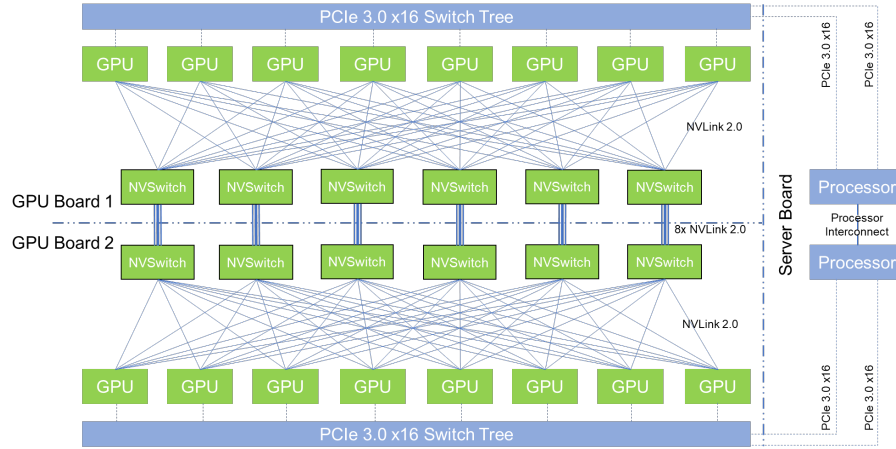 PCIe 3.0 x16 Switch Tree
GPU GPU GPU GPU GPU GPU GPU GPU
PCIe 3.0 x16
PCIe 3.0 x16
NVLink 2.0
NVSwitch NVSwitch NVSwitch NVSwitch NVSwitch NVSwitch
Processor
GPU Board 1
8x NVLink 2.0
Server Board
Processor
Interconnect
GPU Board 2
NVSwitch NVSwitch NVSwitch NVSwitch NVSwitch NVSwitch
Processor
NVLink 2.0
GPU GPU GPU GPU GPU GPU GPU GPU
PCIe 3.0 x16
PCIe 3.0 x16
PCIe 3.0 x16 Switch Tree